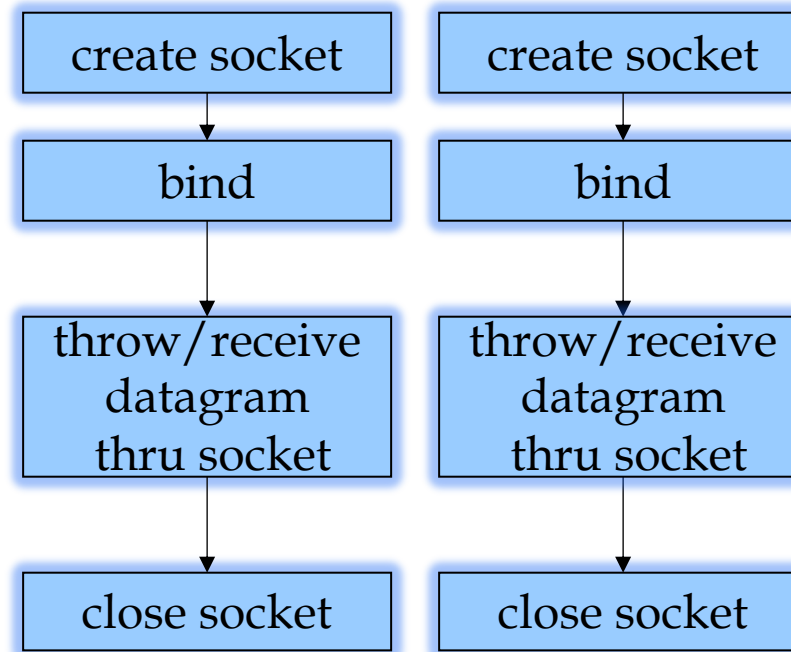 create socket
bind
throw/receive
datagram
thru socket
close socket
create socket
bind
throw/receive
datagram
thru socket
close socket